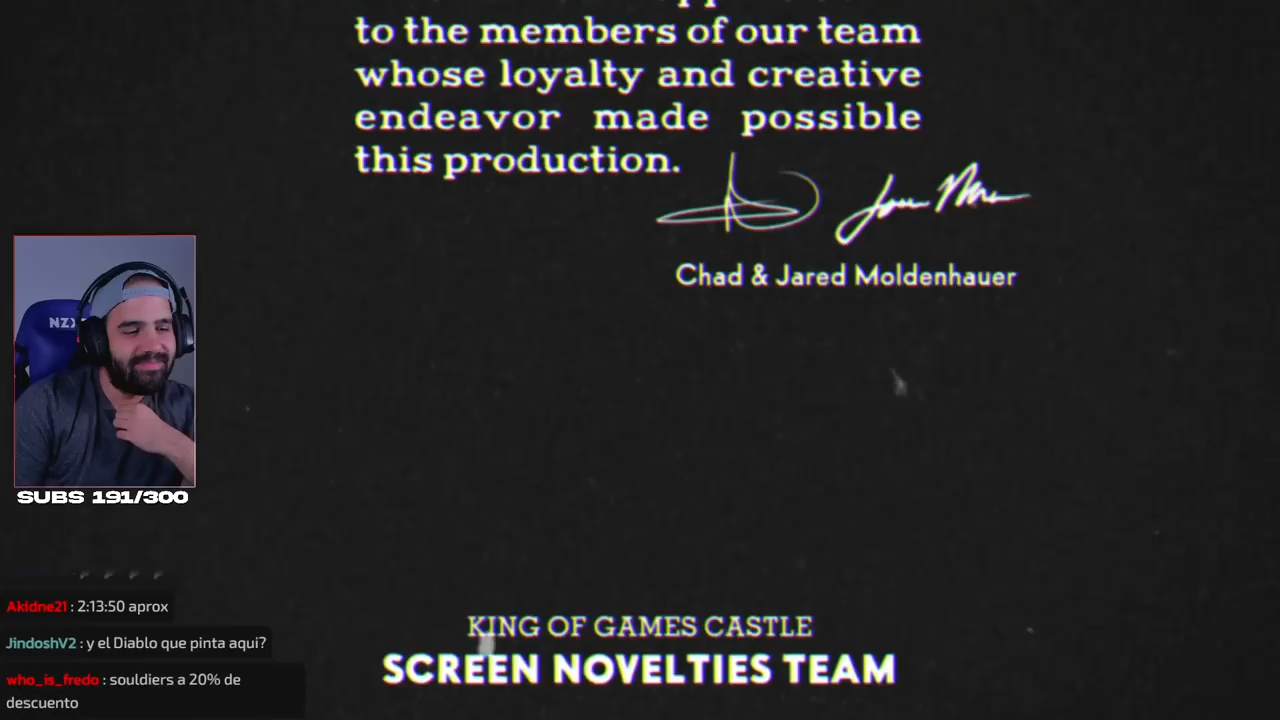 to the members of our team
whose loyalty and creative
endeavor made possible
this production.
Chad & Jared Moldenhauer
NZX
SUBS 191/300
Akidne21 : 2:13:50 aprox
JindoshV2 : y el Diablo que pinta aqui?
who_is_fredo : souldiers a 20% de
descuento
KING OF GAMES CASTLE
SCREEN NOVELTIES TEAM